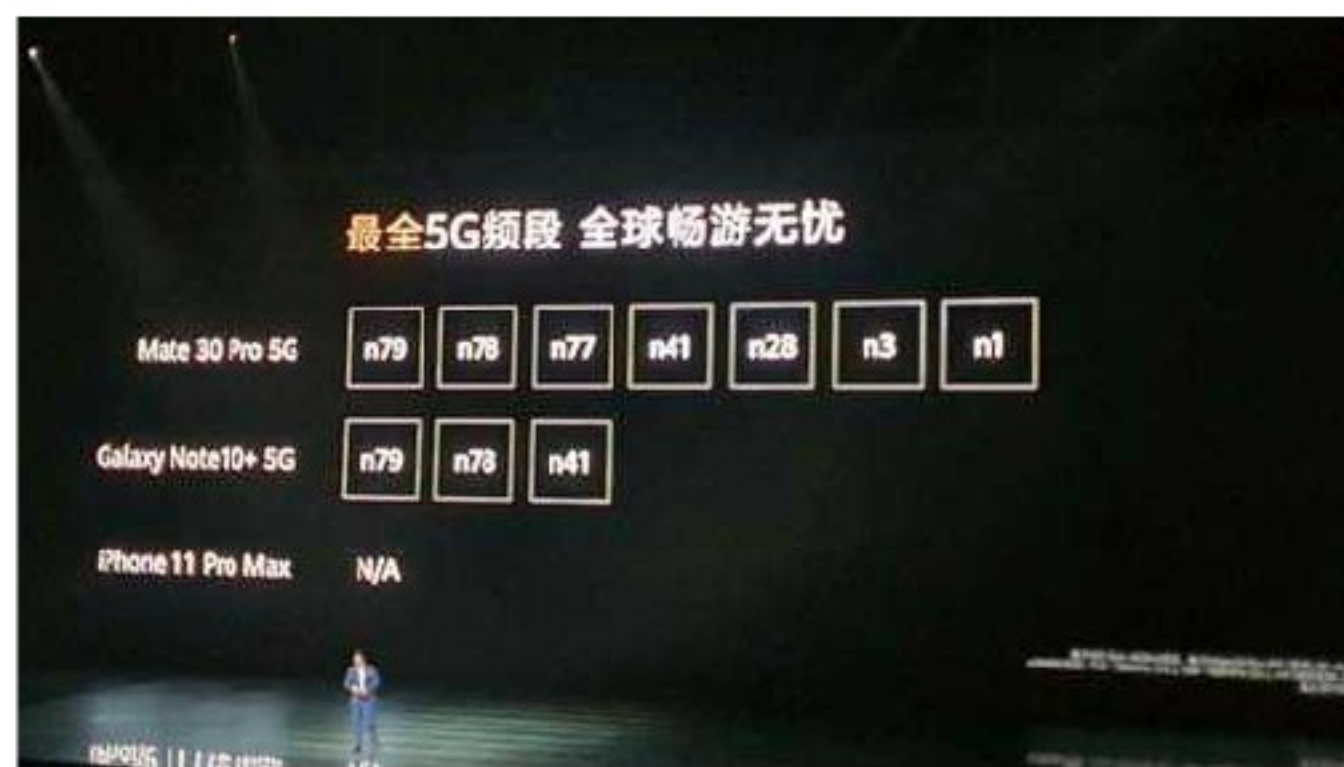 最全5G频段 全球畅游无忧
Mate 30 Pro 5G n79 n78 n77 n41 n28 n3 n1
Galaxy Note10+ 5G n79 n78 n41
iPhone 11 Pro Max N/A